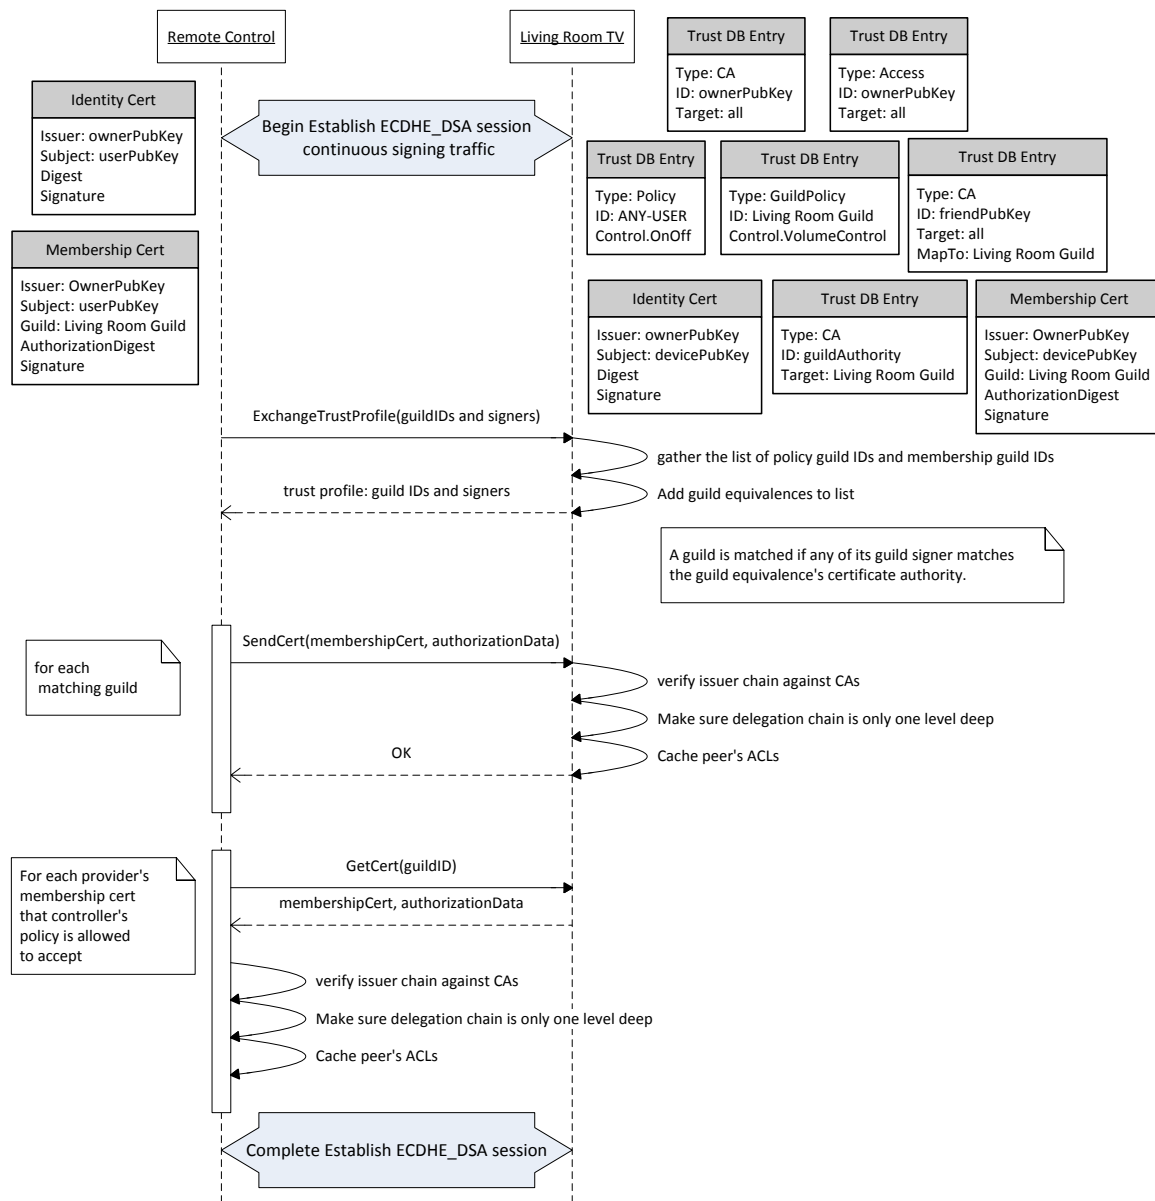 Remote Control
Living Room TV
Trust DB Entry
Type: CA
ID: ownerPubKey
Target: all
Trust DB Entry
Type: Access
ID: ownerPubKey
Target: all
Identity Cert
Issuer: ownerPubKey
Subject: userPubKey
Digest
Signature
Begin Establish ECDHE_DSA session
continuous signing traffic
Trust DB Entry
Type: Policy
ID: ANY-USER
Control.OnOff
Trust DB Entry
Type: GuildPolicy
ID: Living Room Guild
Control.VolumeControl
Trust DB Entry
Type: CA
ID: friendPubKey
Target: all
MapTo: Living Room Guild
Membership Cert
Issuer: OwnerPubKey
Subject: userPubKey
Guild: Living Room Guild
AuthorizationDigest
Signature
Identity Cert
Issuer: ownerPubKey
Subject: devicePubKey
Digest
Signature
Trust DB Entry
Type: CA
ID: guildAuthority
Target: Living Room Guild
Membership Cert
Issuer: OwnerPubKey
Subject: devicePubKey
Guild: Living Room Guild
AuthorizationDigest
Signature
ExchangeTrustProfile(guildIDs and signers)
gather the list of policy guild IDs and membership guild IDs
trust profile: guild IDs and signers
Add guild equivalences to list
A guild is matched if any of its guild signer matches
the guild equivalence's certificate authority.
for each
matching guild
SendCert(membershipCert, authorizationData)
verify issuer chain against CAs
Make sure delegation chain is only one level deep
OK
Cache peer's ACLs
For each provider's
membership cert
that controller's
policy is allowed
to accept
GetCert(guildID)
membershipCert, authorizationData
verify issuer chain against CAs
Make sure delegation chain is only one level deep
Cache peer's ACLs
Complete Establish ECDHE_DSA session